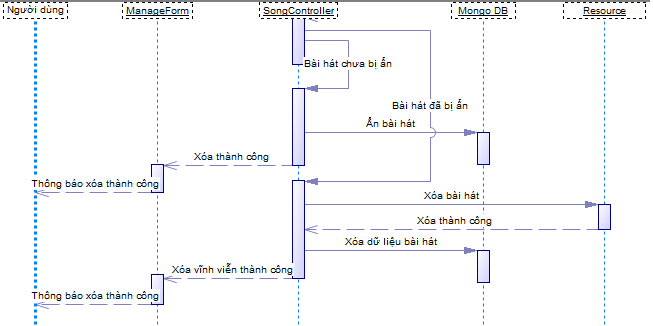 Người dùng
ManageForm
SongController
Mongo DB
Resource
Bài hát chưa bị ẩn
Bài hát đã bị ẩn
Ẩn bài hát
Xóa thành công
Thông báo xóa thành công
Xóa bài hát
Xóa thành công
Xóa dữ liệu bài hát
Xóa vĩnh viễn thành công
Thông báo xóa thành công